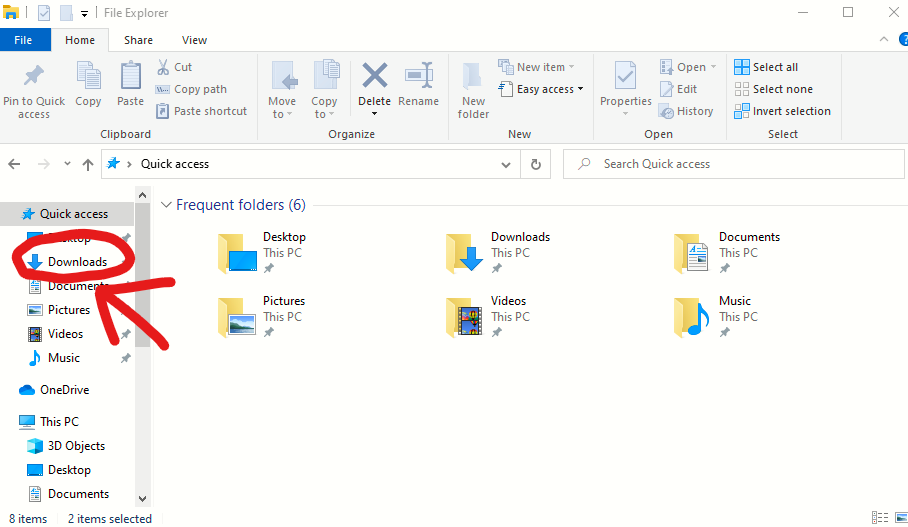 File Explorer
File Home Share View
Pin to Quick access
Copy
Paste
Cut
Copy path
Paste shortcut
Clipboard
Move to
Copy to
Delete
Rename
Organize
New folder
New item
Easy access
New
Properties
Open
Edit
History
Open
Select all
Select none
Invert selection
Select
Quick access
Search Quick access
Quick access
Desktop
Downloads
Documents
Pictures
Videos
Music
OneDrive
This PC
3D Objects
Desktop
Documents
Frequent folders (6)
Desktop
This PC
Downloads
This PC
Documents
This PC
Pictures
This PC
Videos
This PC
Music
This PC
8 items 2 items selected